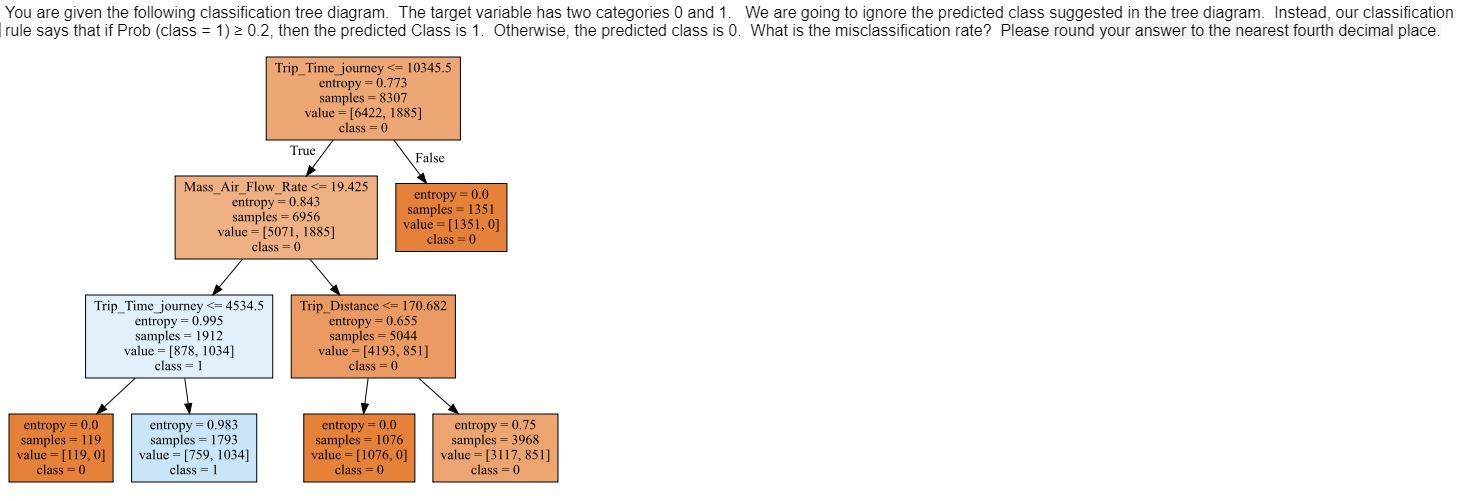 You are given the following classification tree diagram.  The target variable has two categories 0 and 1.   We are going to ignore the predicted class suggested in the tree diagram.  Instead, our classification
rule says that if Prob (class = 1) ≥ 0.2, then the predicted Class is 1.  Otherwise, the predicted class is 0.  What is the misclassification rate?  Please round your answer to the nearest fourth decimal place.
Trip_Time_journey <= 10345.5
entropy = 0.773
samples = 8307
value = [6422, 1885]
class = 0
True
False
Mass_Air_Flow_Rate <= 19.425
entropy = 0.843
samples = 6956
value = [5071, 1885]
class = 0
entropy = 0.0
samples = 1351
value = [1351, 0]
class = 0
Trip_Time_journey <= 4534.5
entropy = 0.995
samples = 1912
value = [878, 1034]
class = 1
Trip_Distance <= 170.682
entropy = 0.655
samples = 5044
value = [4193, 851]
class = 0
entropy = 0.0
samples = 119
value = [119, 0]
class = 0
entropy = 0.983
samples = 1793
value = [759, 1034]
class = 1
entropy = 0.0
samples = 1076
value = [1076, 0]
class = 0
entropy = 0.75
samples = 3968
value = [3117, 851]
class = 0